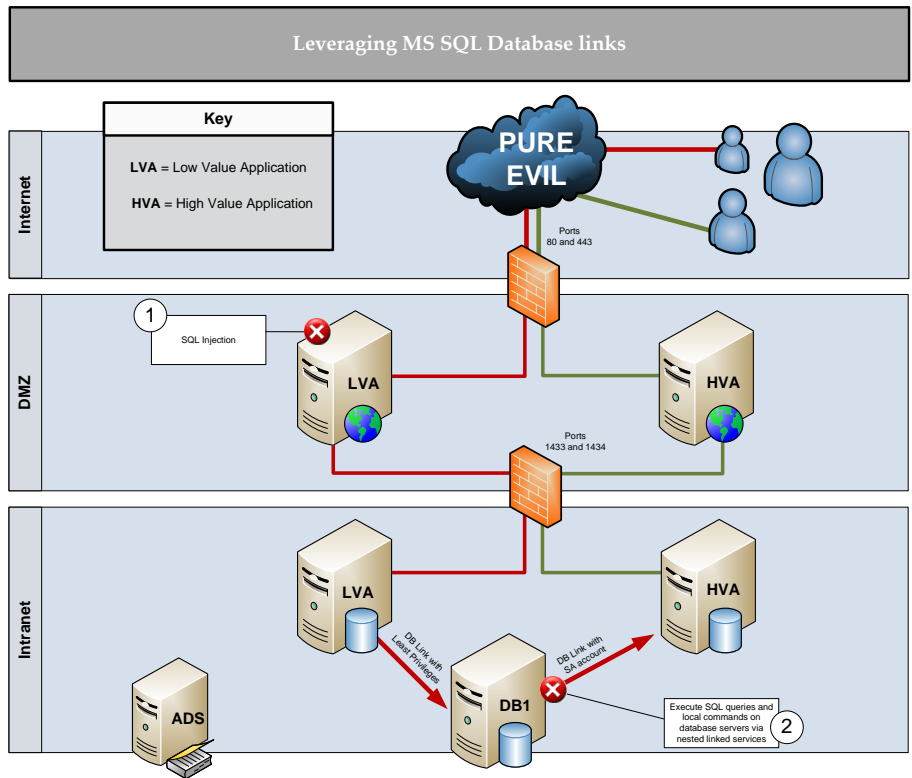 Leveraging MS SQL Database links
Key
LVA = Low Value Application
HVA = High Value Application
Internet
PURE
EVIL
Ports
80 and 443
DMZ
1
SQL Injection
LVA
HVA
Ports
1433 and 1434
Intranet
LVA
HVA
DB Link with
Least Privileges
DB Link with
SA account
DB1
ADS
Execute SQL queries and
local commands on
database servers via
nested linked services
2